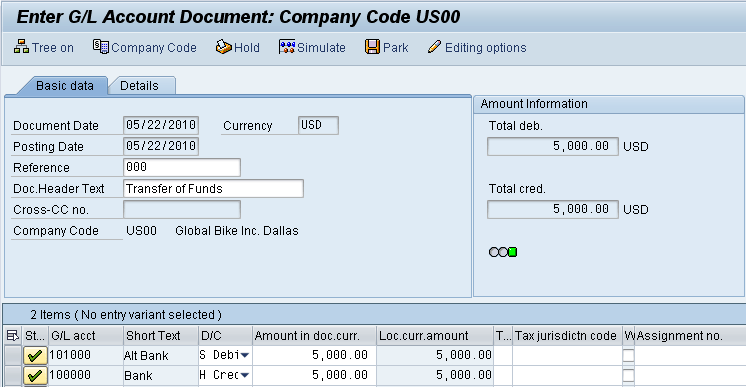 Enter G/L Account Document: Company Code US00
Tree on Company Code Hold Simulate Park Editing options
Basic data Details
Document Date 05/22/2010 Currency USD
Posting Date 05/22/2010
Reference 000
Doc.Header Text Transfer of Funds
Cross-CC no.
Company Code US00 Global Bike Inc. Dallas
Amount Information
Total deb.
5,000.00 USD
Total cred.
5,000.00 USD
2 Items ( No entry variant selected )
St... G/L acct Short Text D/C Amount in doc.curr. Loc.curr.amount T... Tax jurisdictn code W Assignment no.
101000 Alt Bank S Debi 5,000.00 5,000.00
100000 Bank H Crec 5,000.00 5,000.00